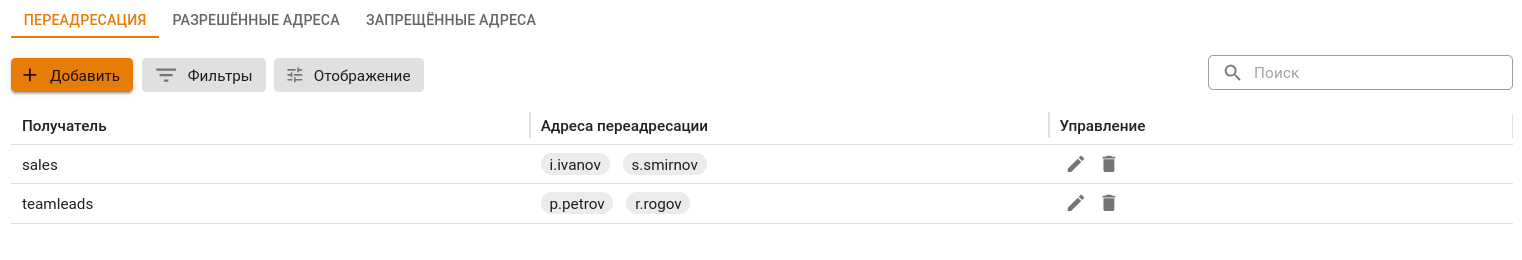 ПЕРЕАДРЕСАЦИЯ РАЗРЕШЁННЫЕ АДРЕСА ЗАПРЕЩЁННЫЕ АДРЕСА
Добавить Фильтры Отображение Поиск
Получатель Адреса переадресации Управление
sales i.ivanov s.smirnov
teamleads p.petrov r.rogov